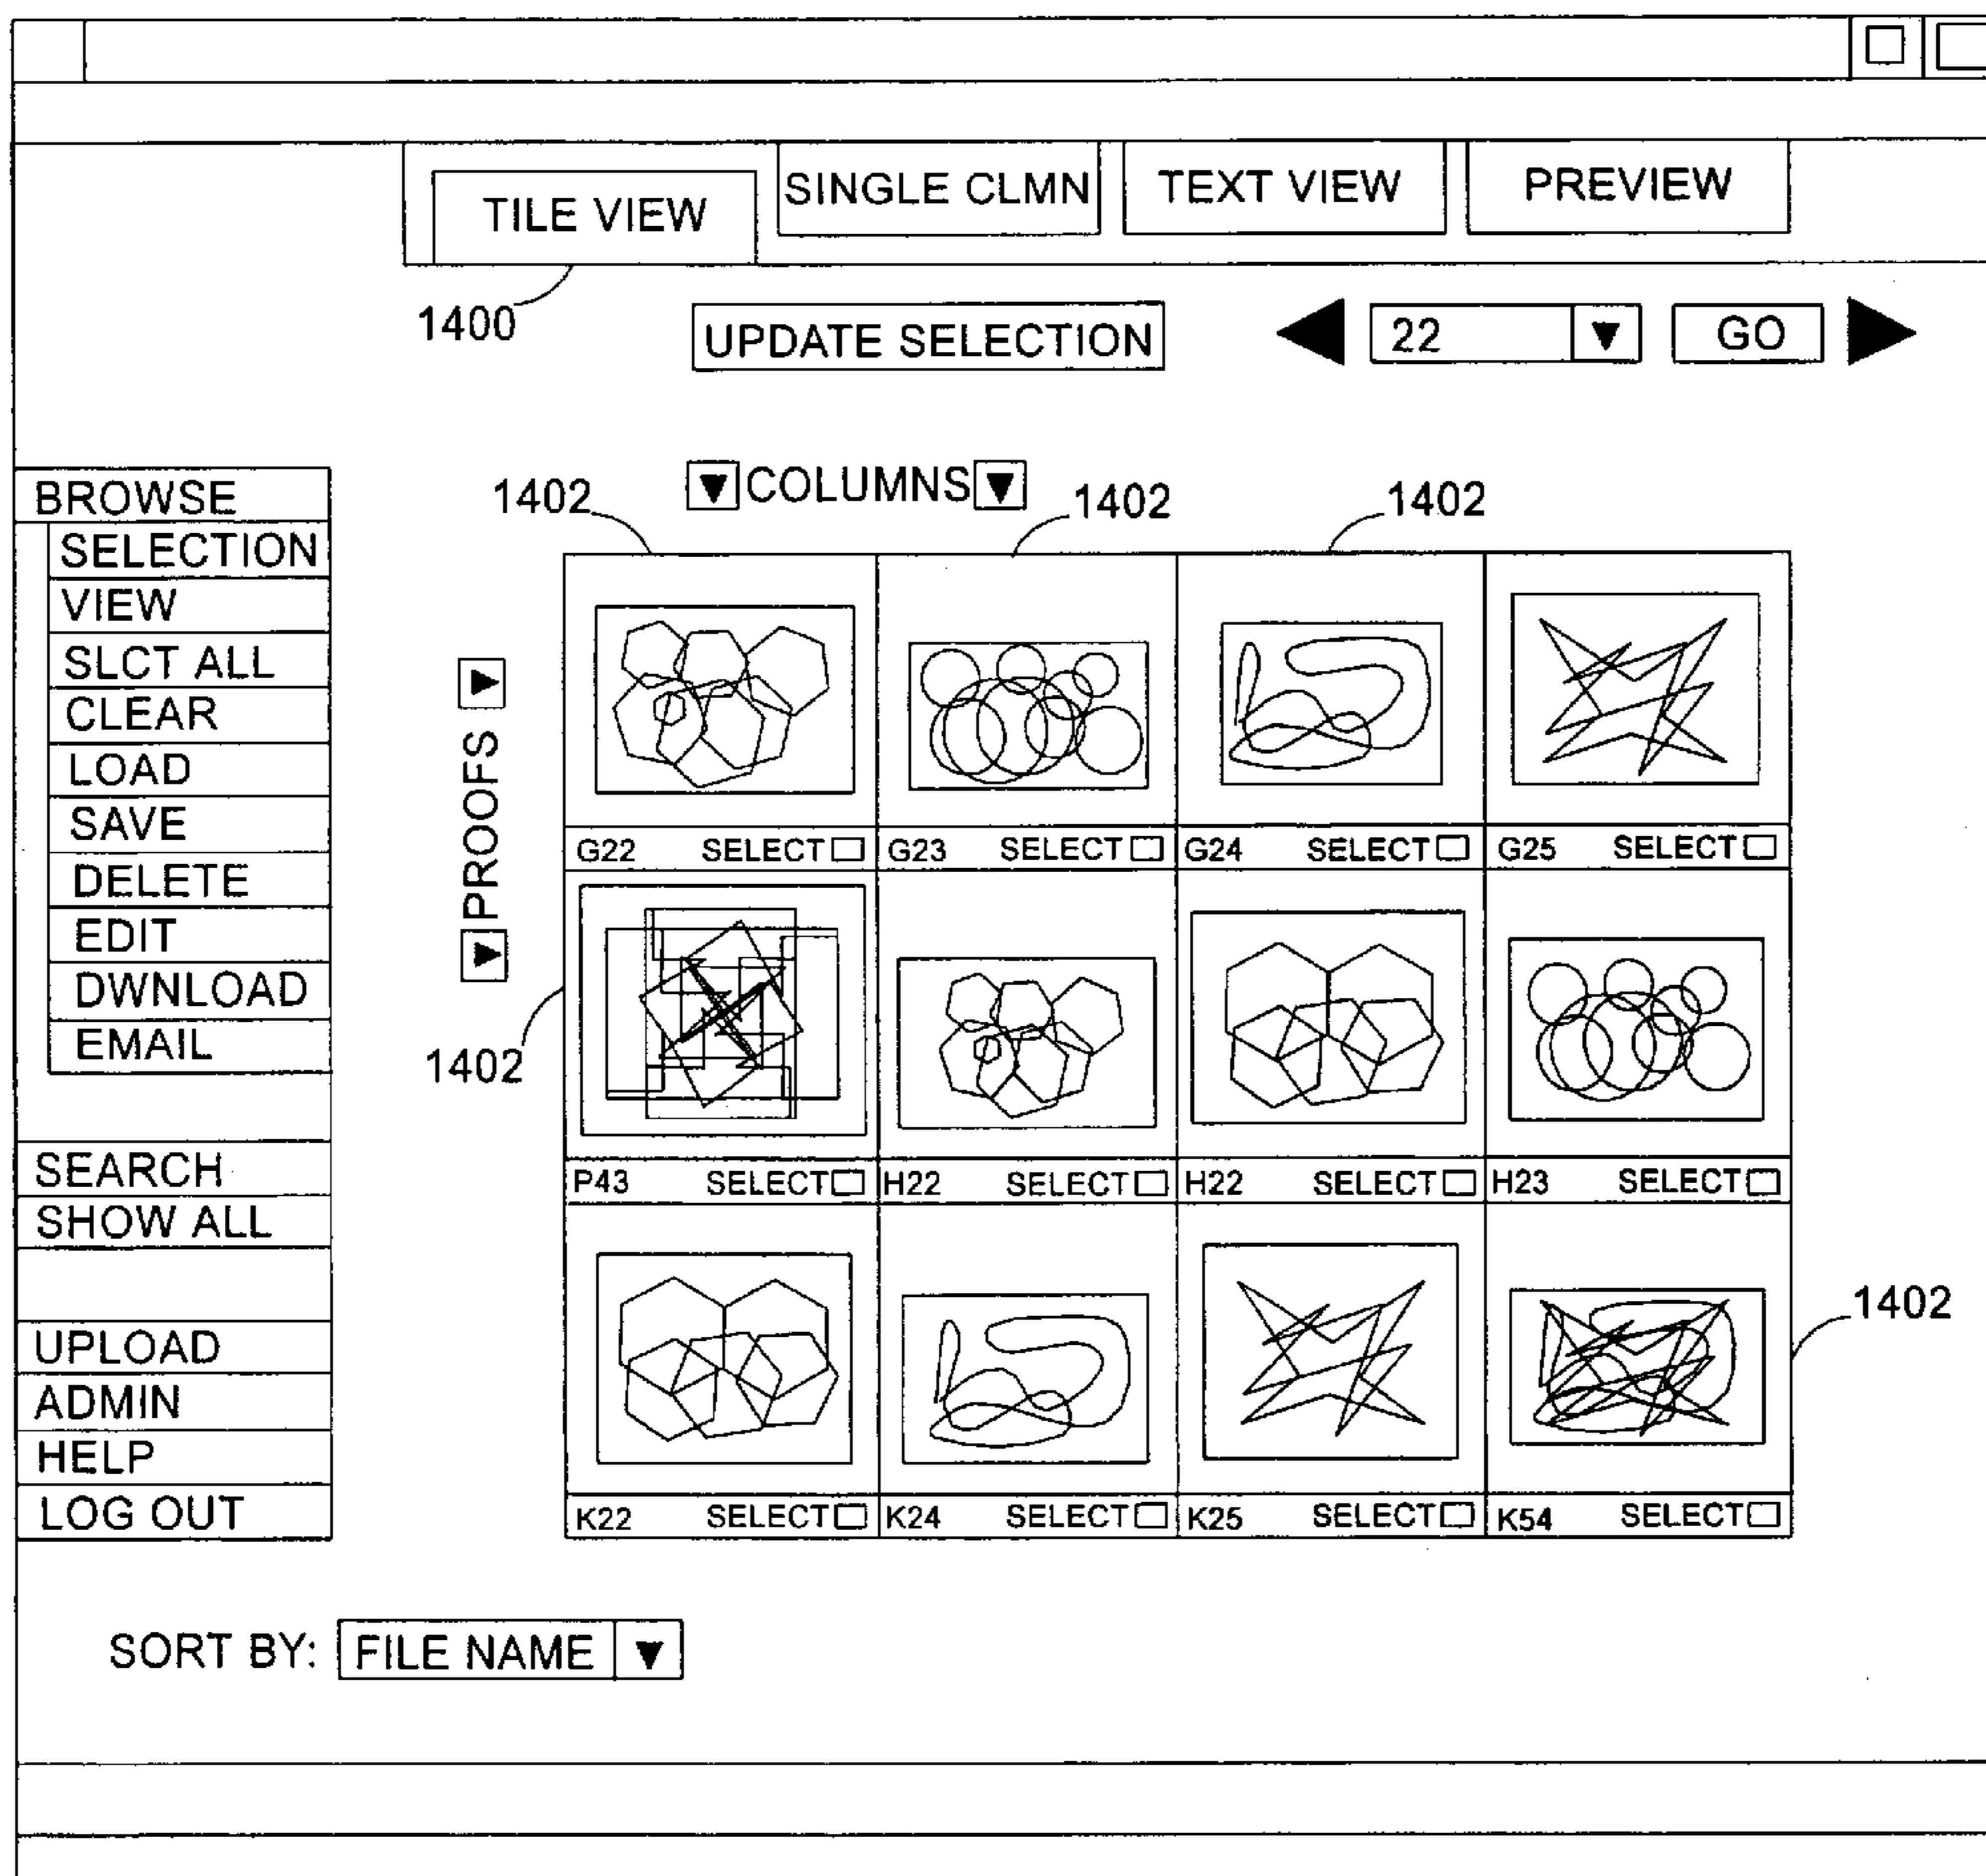 TILE VIEW
SINGLE CLMN
TEXT VIEW
PREVIEW
1400
UPDATE SELECTION
22
GO
BROWSE
SELECTION
VIEW
SLCT ALL
CLEAR
LOAD
SAVE
DELETE
EDIT
DWNLOAD
EMAIL
SEARCH
SHOW ALL
UPLOAD
ADMIN
HELP
LOG OUT
COLUMNS
1402
1402
1402
PROOFS
G22 SELECT
G23 SELECT
G24 SELECT
G25 SELECT
1402
P43 SELECT
H22 SELECT
H22 SELECT
H23 SELECT
1402
K22 SELECT
K24 SELECT
K25 SELECT
K54 SELECT
SORT BY: FILE NAME